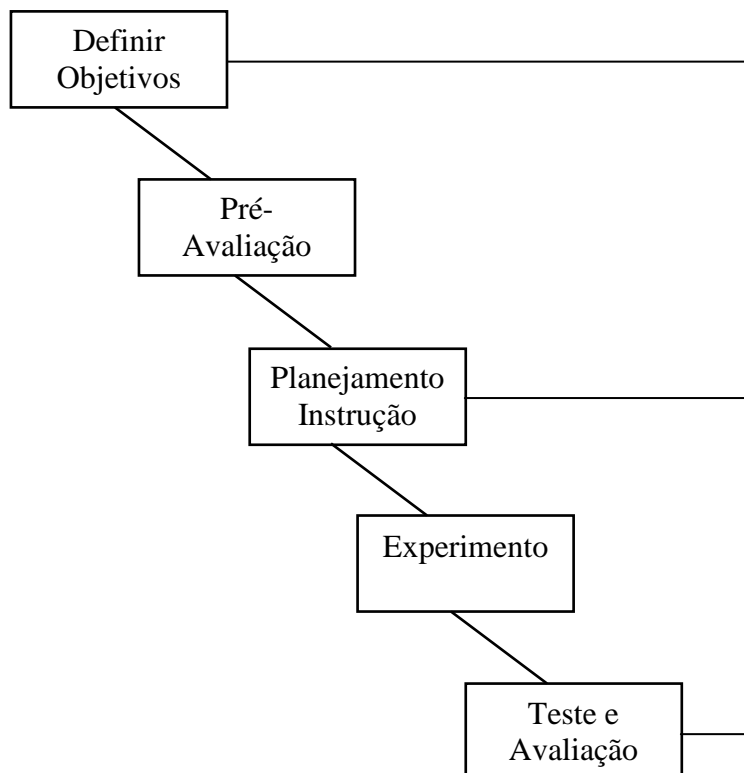 Definir
Objetivos
Pré-
Avaliação
Planejamento
Instrução
Experimento
Teste e
Avaliação